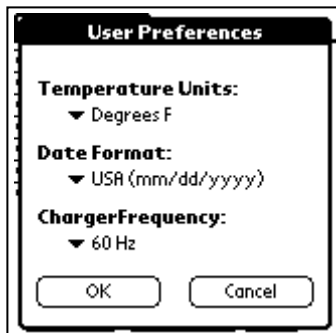 User Preferences
Temperature Units:
Degrees F
Date Format:
USA (mm/dd/yyyy)
ChargerFrequency:
60 Hz
OK Cancel